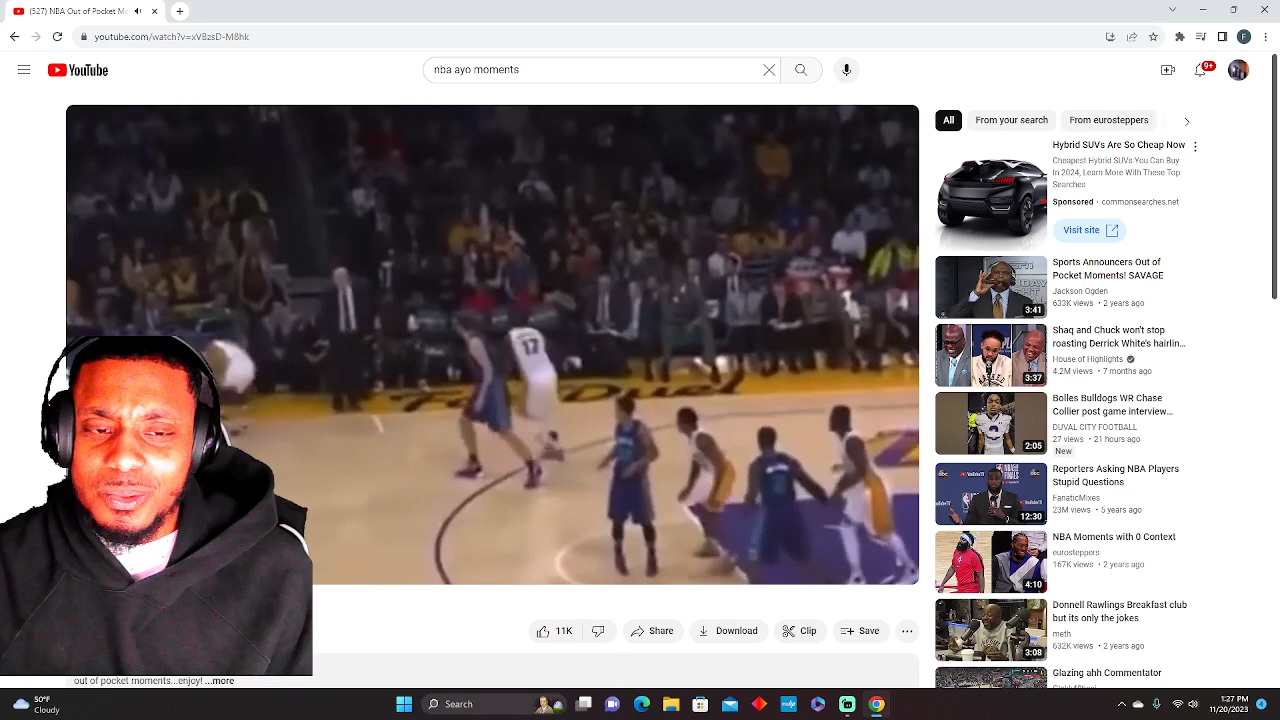 (527) NBA Out of Pocket Mo
youtube.com/watch?v=xVBzsD-M8hk
F
YouTube
nba ayo moments
9+
17
All
From your search
From eurosteppers
Hybrid SUVs Are So Cheap Now
Cheapest Hybrid SUVs You Can Buy
In 2024, Learn More With These Top
Searches
Sponsored · commonsearches.net
Visit site
Sports Announcers Out of
Pocket Moments! SAVAGE
Jackson Ogden
633K views • 2 years ago
3:41
Shaq and Chuck won't stop
roasting Derrick White's hairlin...
House of Highlights
4.2M views • 7 months ago
3:37
Bolles Bulldogs WR Chase
Collier post game interview...
DUVAL CITY FOOTBALL
27 views • 21 hours ago
New
2:05
Reporters Asking NBA Players
Stupid Questions
FanaticMixes
23M views • 5 years ago
12:30
NBA Moments with 0 Context
eurosteppers
167K views • 2 years ago
4:10
Donnell Rawlings Breakfast club
but its only the jokes
meth
632K views • 2 years ago
3:08
Glazing ahh Commentator
11K
Share
Download
Clip
Save
out of pocket moments...enjoy! ...more
50°F
Cloudy
Search
1:27 PM
11/20/2023
4